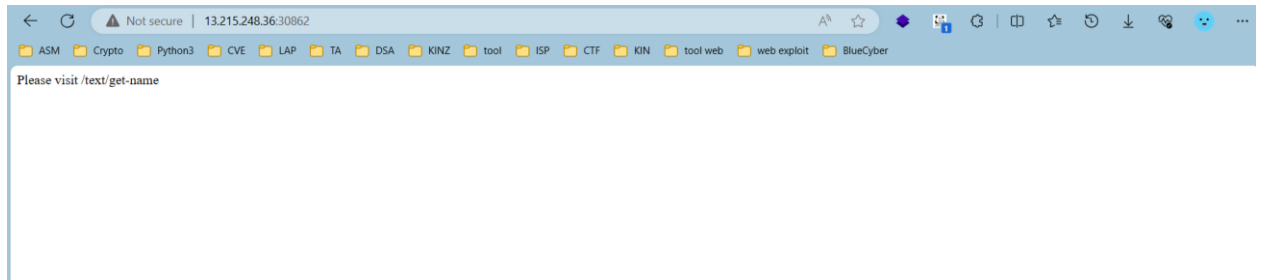 Not secure | 13.215.248.36:30862
ASM Crypto Python3 CVE LAP TA DSA KINZ tool ISP CTF KIN tool web web exploit BlueCyber
Please visit /text/get-name